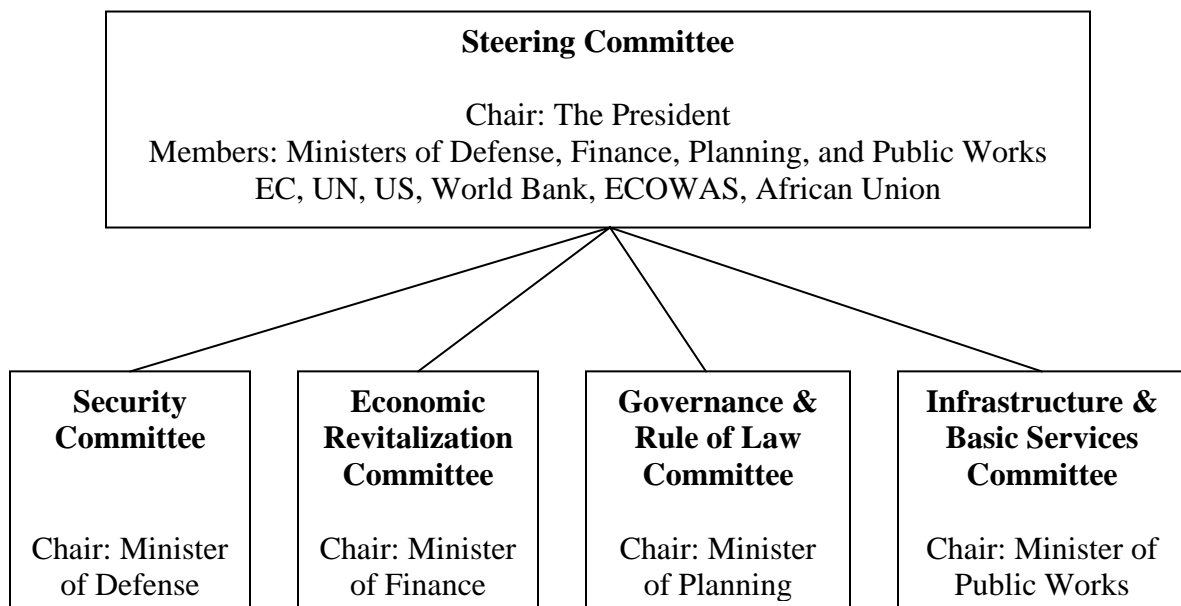 Steering Committee
Chair: The President
Members: Ministers of Defense, Finance, Planning, and Public Works
EC, UN, US, World Bank, ECOWAS, African Union
Security
Committee
Chair: Minister
of Defense
Economic
Revitalization
Committee
Chair: Minister
of Finance
Governance &
Rule of Law
Committee
Chair: Minister
of Planning
Infrastructure &
Basic Services
Committee
Chair: Minister of
Public Works